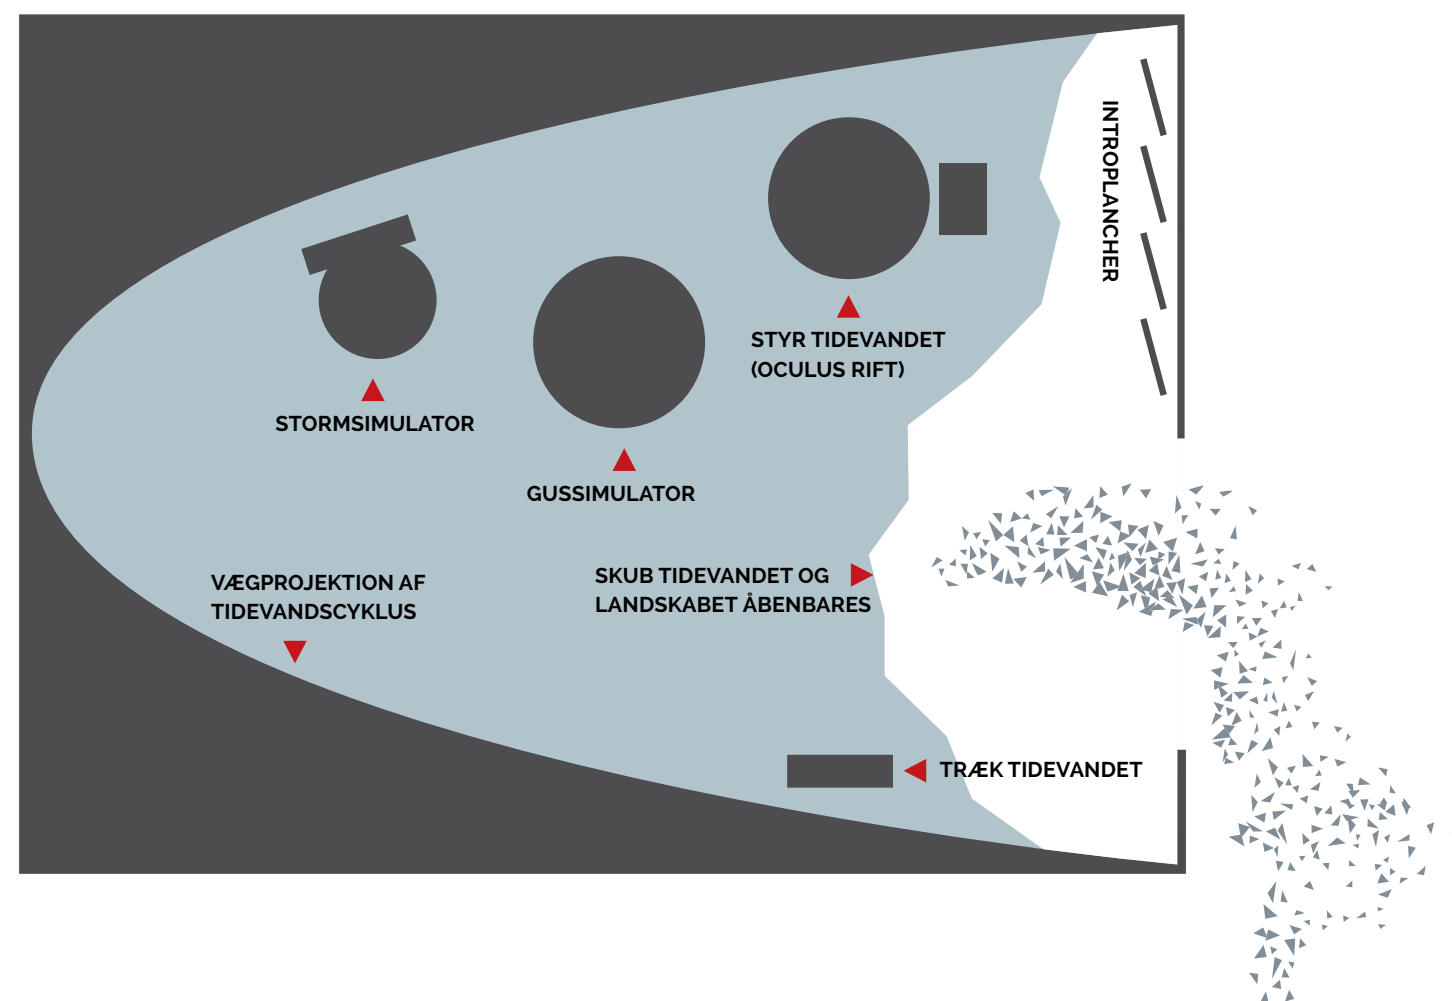 INTROPLANCHER
STYR TIDEVANDET
(OCULUS RIFT)
STORMSIMULATOR
GUSSIMULATOR
VÆGPROJEKTION AF
TIDEVANDSCYKLUS
SKUB TIDEVANDET OG
LANDSKABET ÅBENBARES
TRÆK TIDEVANDET